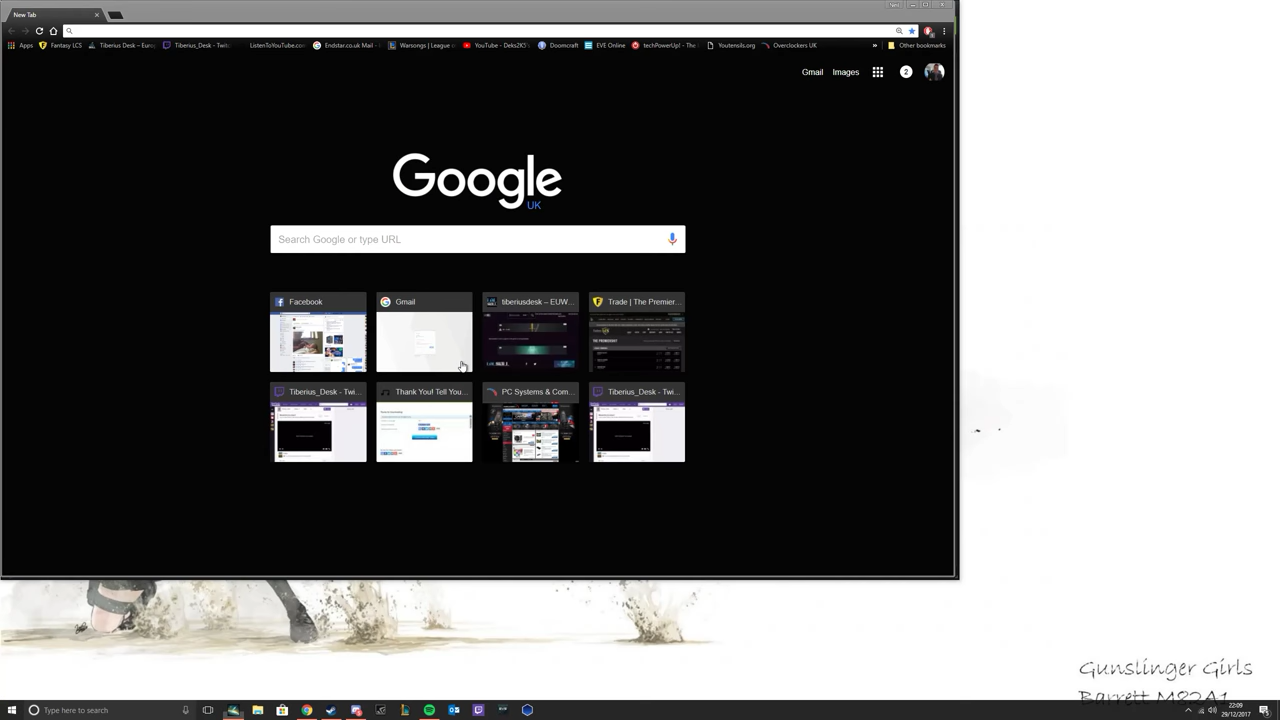 Neil
New Tab
Apps Fantasy LCS Tiberius Desk – Euro Tiberius_Desk - Twitc ListenToYouTube.com Endstar.co.uk Mail - Warsongs | League o YouTube - Deks2K5's Doomcraft EVE Online techPowerUp! – The Youtensils.org Overclockers UK » Other bookmarks
Gmail Images 2
Google
UK
Search Google or type URL
Facebook Gmail tiberiusdesk – EUW... Trade | The Premier...
Tiberius_Desk - Twi... Thank You! Tell You... PC Systems & Com... Tiberius_Desk - Twi...
Gunslinger Girls
Barrett M82A1
Type here to search
22:09
29/12/2017